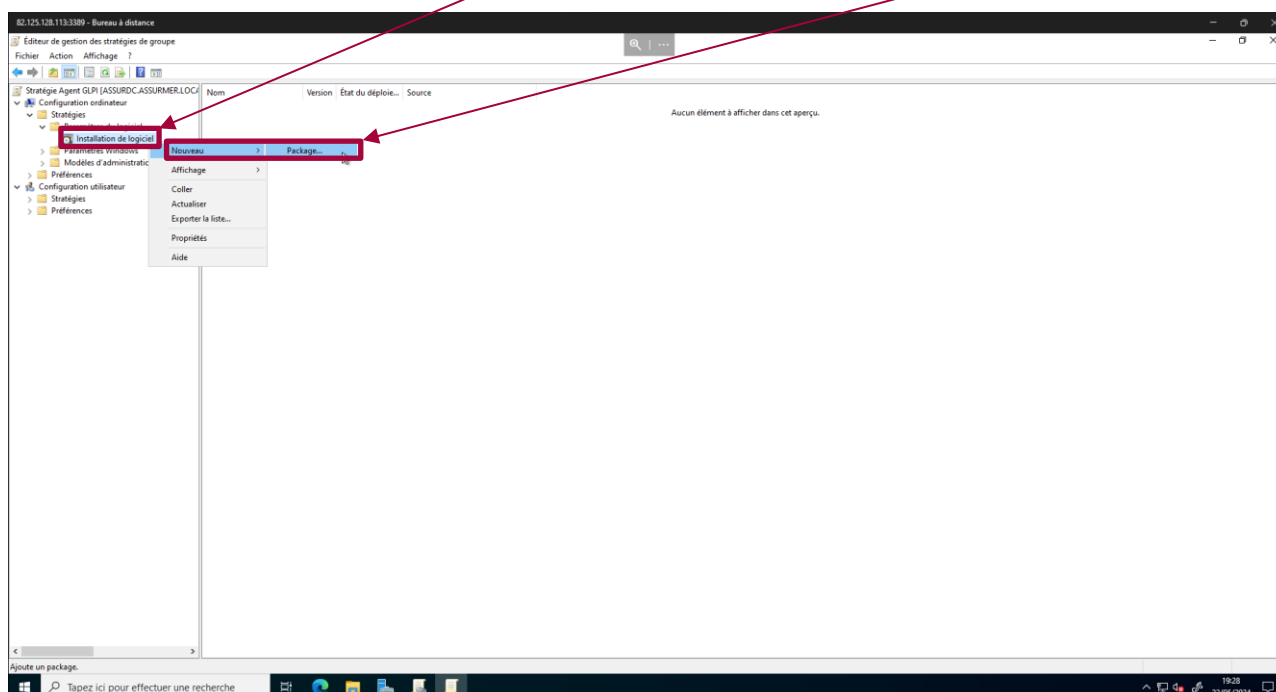 82.125.128.113:3389 - Bureau à distance
Éditeur de gestion des stratégies de groupe
Fichier Action Affichage ?
Stratégie Agent GLPI [ASSURDC.ASSURMER.LOCA
Configuration ordinateur
Stratégies
Installation de logiciel
Paramètres Windows
Modèles d'administratic
Préférences
Configuration utilisateur
Stratégies
Préférences
Nom Version État du déploie... Source
Aucun élément à afficher dans cet aperçu.
Nouveau
Affichage
Coller
Actualiser
Exporter la liste...
Propriétés
Aide
Package...
Ajoute un package.
Tapez ici pour effectuer une recherche
19:28